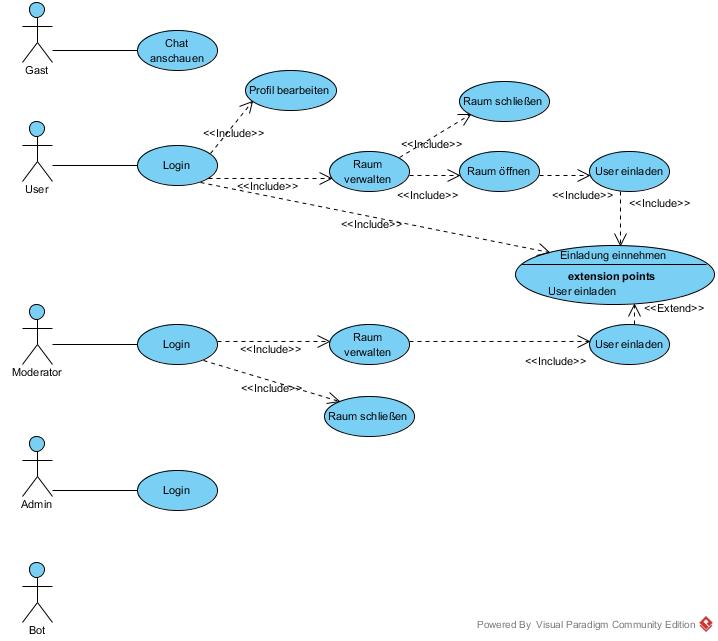 Chat
anschauen
Gast
Profil bearbeiten
Raum schließen
<<Include>>
<<Include>>
Login
Raum
verwalten
Raum öffnen
User einladen
User
<<Include>>
<<Include>>
<<Include>>
<<Include>>
<<Include>>
Einladung einnehmen
extension points
User einladen
<<Extend>>
Login
Raum
verwalten
User einladen
<<Include>>
<<Include>>
Moderator
<<Include>>
Raum schließen
Login
Admin
Bot
Powered By Visual Paradigm Community Edition